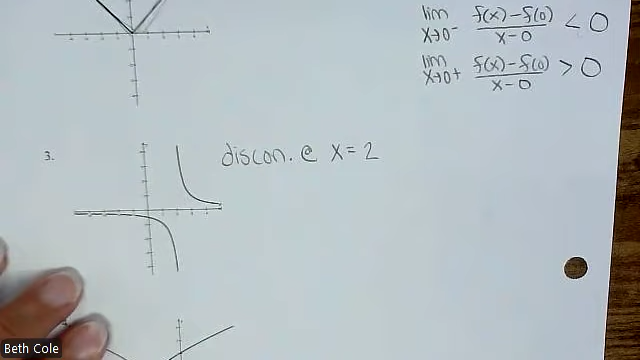 lim x→0⁻ f(x)-f(0) / x-0 < 0
lim x→0⁺ f(x)-f(0) / x-0 > 0
3.
discon. @ x = 2
Beth Cole